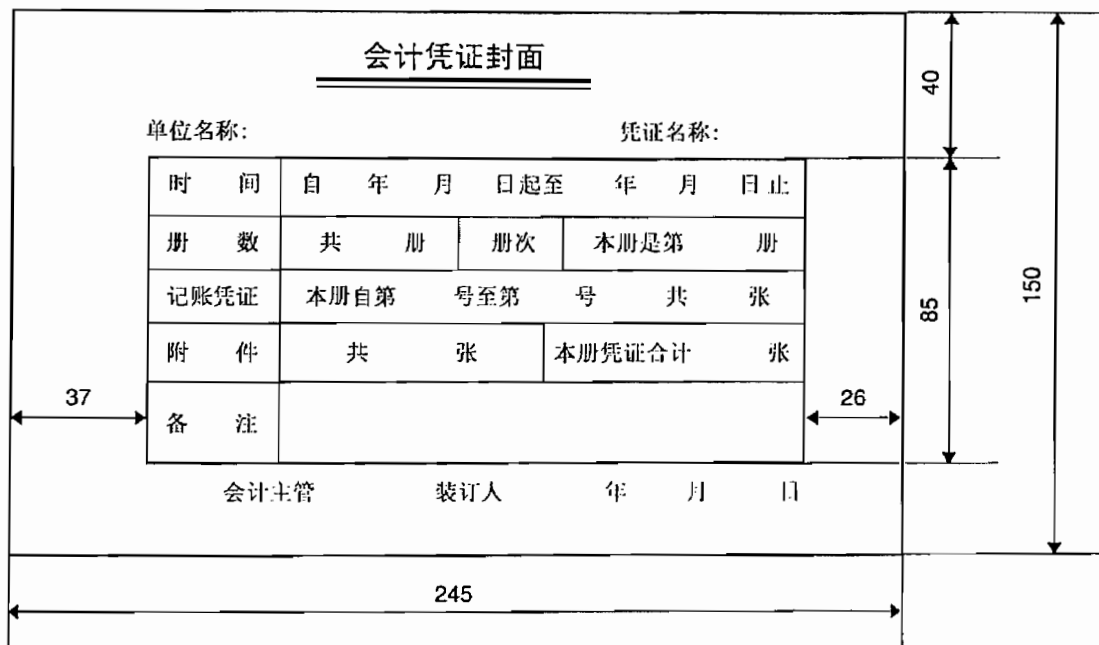 会计凭证封面
40
单位名称: 凭证名称:
时 间 自 年 月 日起至 年 月 日止
册 数 共 册 册次 本册是第 册
150
记账凭证 本册自第 号至第 号 共 张
85
附 件 共 张 本册凭证合计 张
37 26
备 注
会计主管 装订人 年 月 日
245